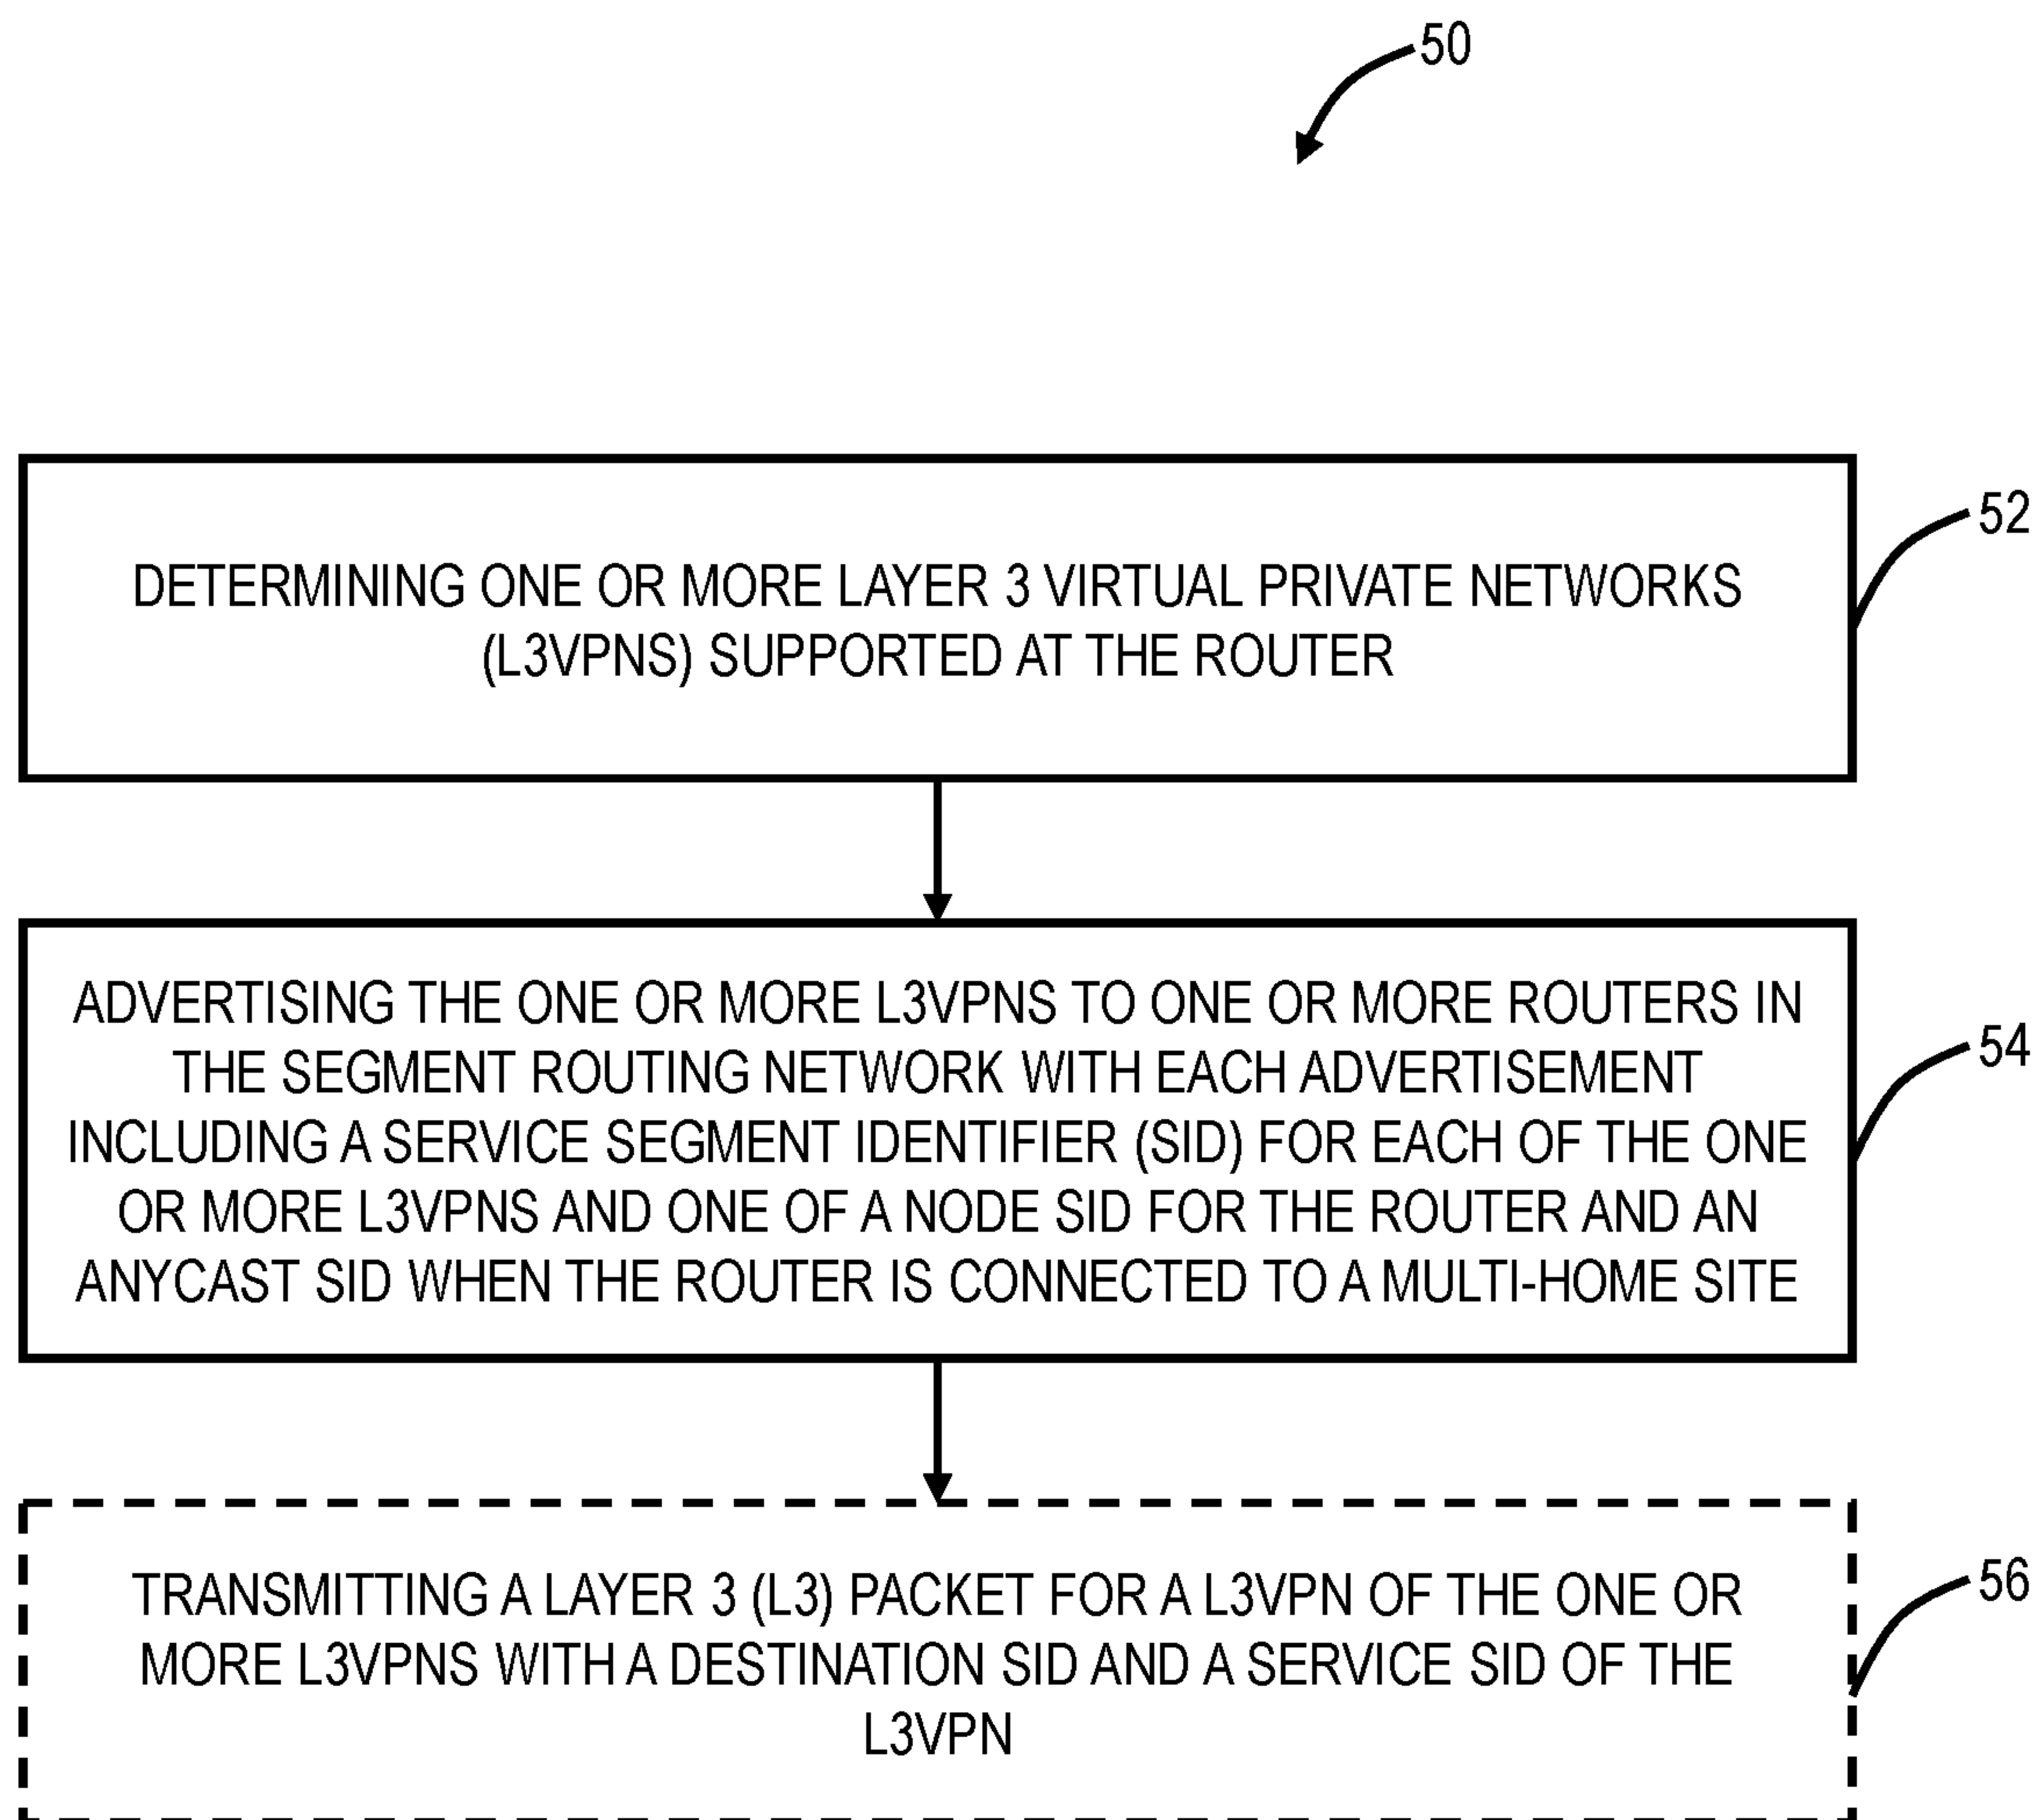 50
52
DETERMINING ONE OR MORE LAYER 3 VIRTUAL PRIVATE NETWORKS
(L3VPNS) SUPPORTED AT THE ROUTER
ADVERTISING THE ONE OR MORE L3VPNS TO ONE OR MORE ROUTERS IN
THE SEGMENT ROUTING NETWORK WITH EACH ADVERTISEMENT
54
INCLUDING A SERVICE SEGMENT IDENTIFIER (SID) FOR EACH OF THE ONE
OR MORE L3VPNS AND ONE OF A NODE SID FOR THE ROUTER AND AN
ANYCAST SID WHEN THE ROUTER IS CONNECTED TO A MULTI-HOME SITE
56
TRANSMITTING A LAYER 3 (L3) PACKET FOR A L3VPN OF THE ONE OR
MORE L3VPNS WITH A DESTINATION SID AND A SERVICE SID OF THE
L3VPN